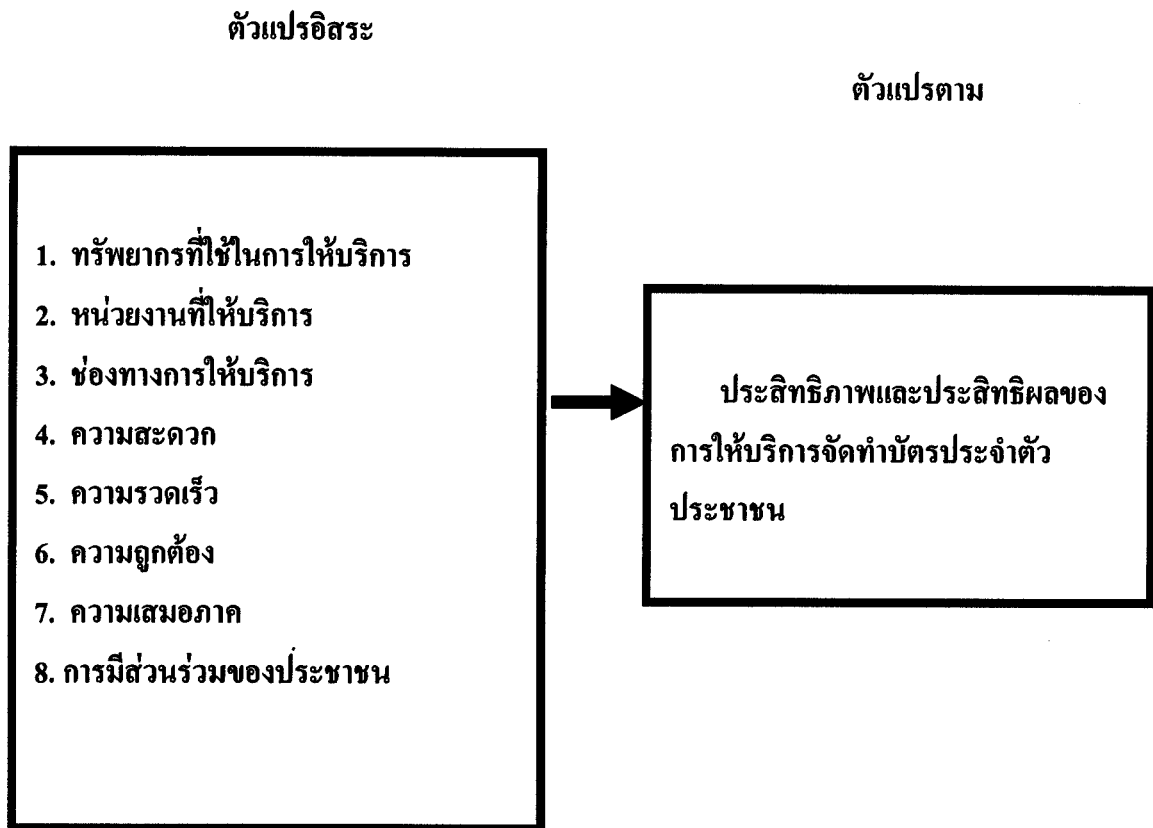 ตัวแปรอิสระ
ตัวแปรตาม
1. ทรัพยากรที่ใช้ในการให้บริการ
2. หน่วยงานที่ให้บริการ
3. ช่องทางการให้บริการ
4. ความสะดวก
5. ความรวดเร็ว
6. ความถูกต้อง
7. ความเสมอภาค
8. การมีส่วนร่วมของประชาชน
ประสิทธิภาพและประสิทธิผลของ
การให้บริการจัดทำบัตรประจำตัว
ประชาชน